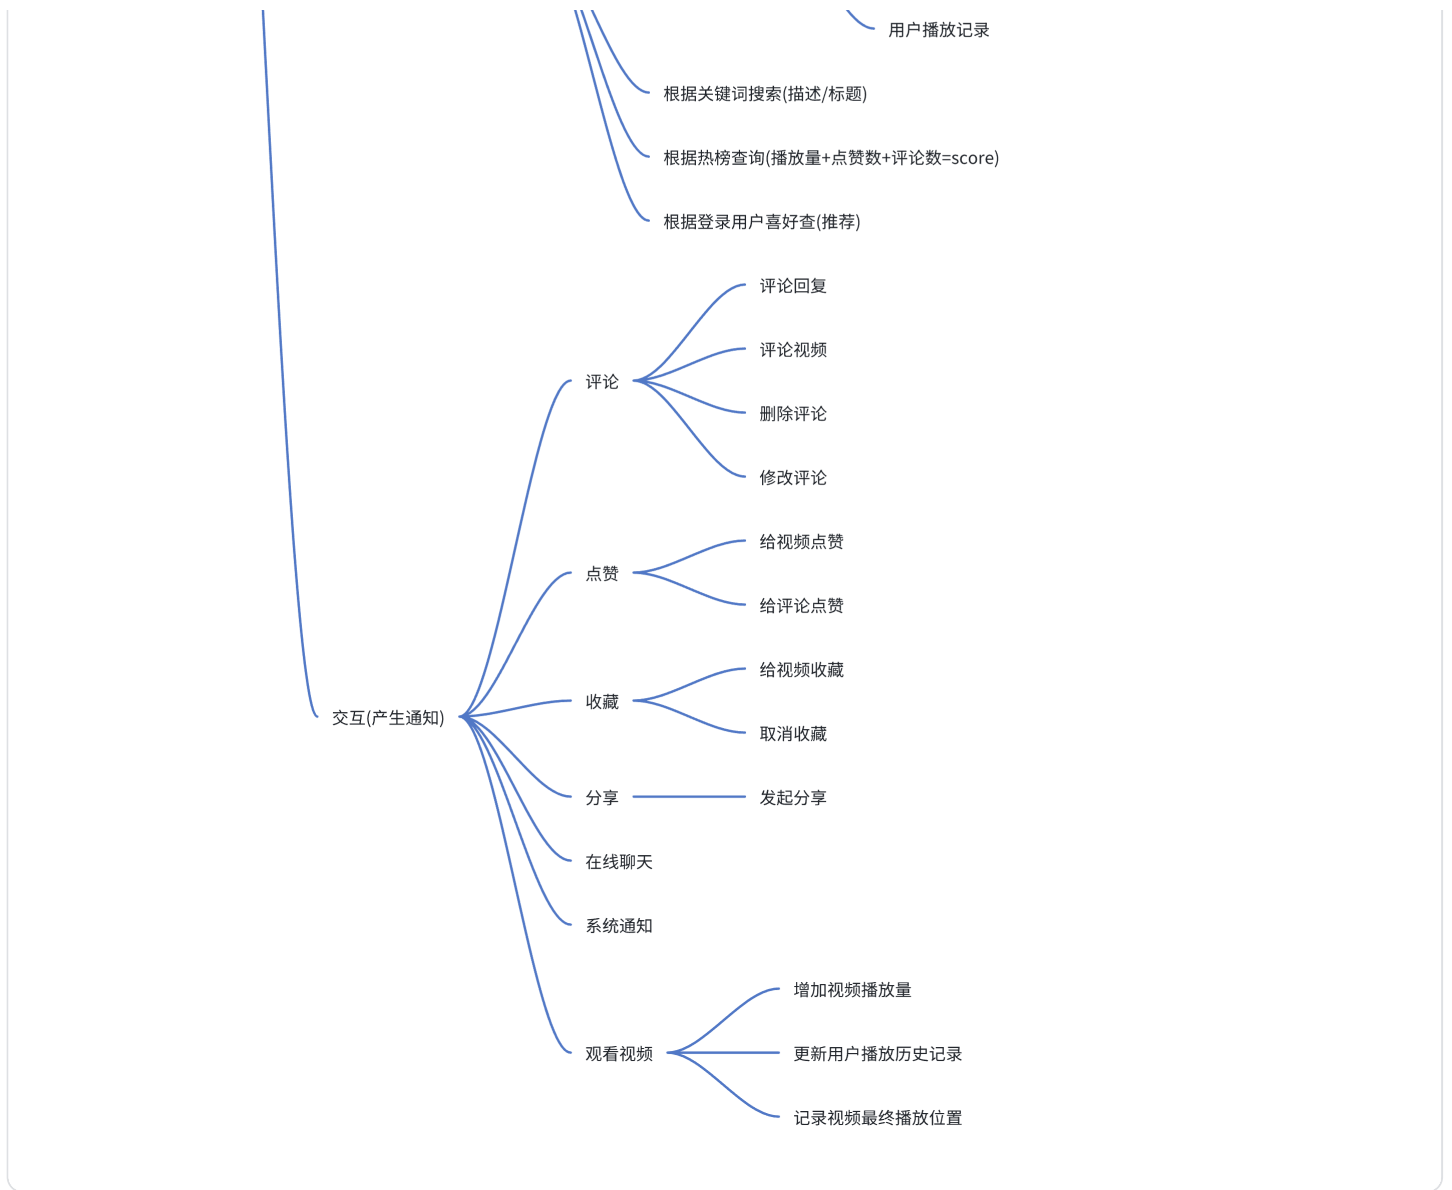 用户播放记录
根据关键词搜索(描述/标题)
根据热榜查询(播放量+点赞数+评论数=score)
根据登录用户喜好查(推荐)
评论回复
评论视频
评论
删除评论
修改评论
给视频点赞
点赞
给评论点赞
给视频收藏
收藏
交互(产生通知)
取消收藏
分享
发起分享
在线聊天
系统通知
增加视频播放量
观看视频
更新用户播放历史记录
记录视频最终播放位置